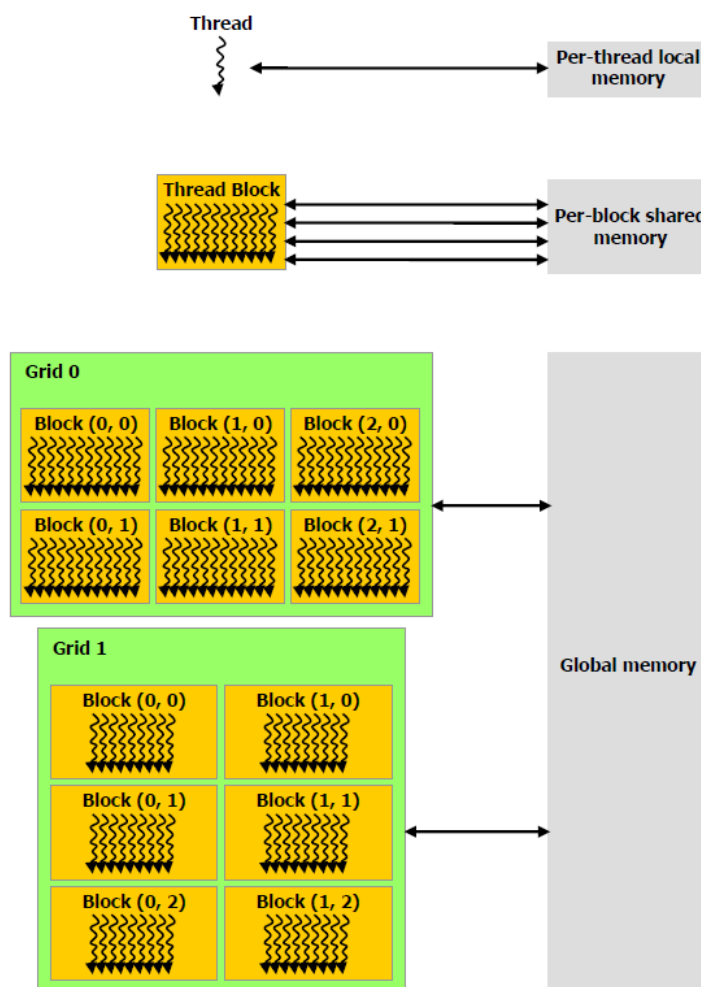 Thread
Per-thread local
memory
Thread Block
Per-block shared
memory
Grid 0
Block (0, 0) Block (1, 0) Block (2, 0)
Block (0, 1) Block (1, 1) Block (2, 1)
Grid 1
Block (0, 0) Block (1, 0)
Global memory
Block (0, 1) Block (1, 1)
Block (0, 2) Block (1, 2)